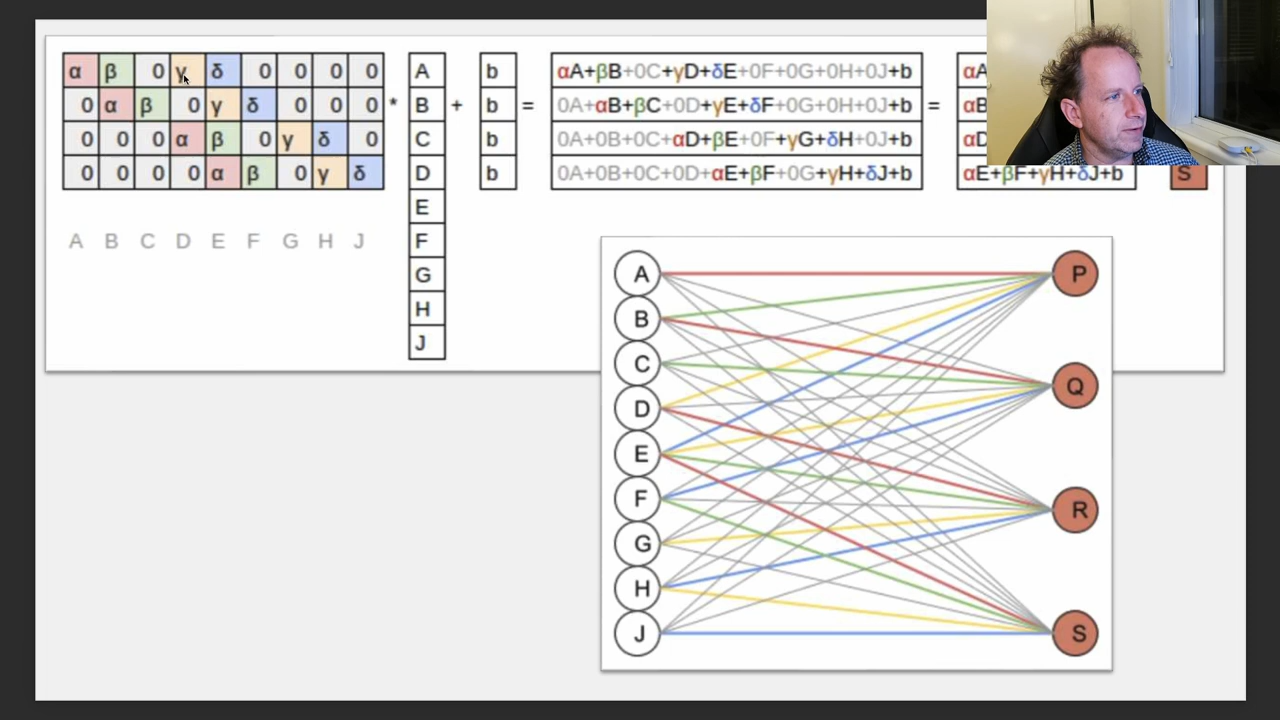 α β 0 γ δ 0 0 0 0 A b αA+βB+0C+γD+δE+0F+0G+0H+0J+b αA
0 α β 0 γ δ 0 0 0 * B + b = 0A+αB+βC+0D+γE+δF+0G+0H+0J+b = αB
0 0 0 α β 0 γ δ 0 C b 0A+0B+0C+αD+βE+0F+γG+δH+0J+b αD
0 0 0 0 α β 0 γ δ D b 0A+0B+0C+0D+αE+βF+0G+γH+δJ+b αE+βF+γH+δJ+b S
E
A B C D E F G H J F
G
H
J
A P
B
C Q
D
E
F R
G
H
J S